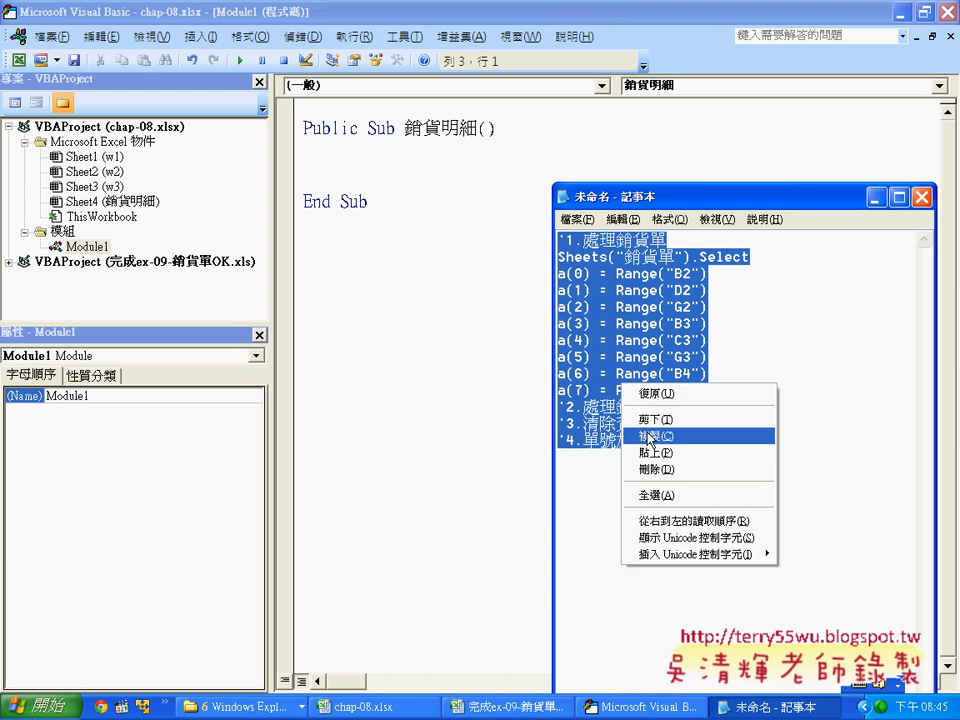 Microsoft Visual Basic - chap-08.xlsx - [Module1 (程式碼)]
檔案(F) 編輯(E) 檢視(V) 插入(I) 格式(O) 偵錯(D) 執行(R) 工具(T) 增益集(A) 視窗(W) 說明(H)
鍵入需要解答的問題
列 3，行 1
專案 - VBAProject
(一般)
銷貨明細
VBAProject (chap-08.xlsx)
Microsoft Excel 物件
Sheet1 (w1)
Sheet2 (w2)
Sheet3 (w3)
Sheet4 (銷貨明細)
ThisWorkbook
模組
Module1
VBAProject (完成ex-09-銷貨單OK.xls)
屬性 - Module1
Module1 Module
字母順序 性質分類
(Name) Module1
Public Sub 銷貨明細()
End Sub
未命名 - 記事本
檔案(F) 編輯(E) 格式(O) 檢視(V) 說明(H)
'1.處理銷貨單
Sheets("銷貨單").Select
a(0) = Range("B2")
a(1) = Range("D2")
a(2) = Range("G2")
a(3) = Range("B3")
a(4) = Range("C3")
a(5) = Range("G3")
a(6) = Range("B4")
a(7) =
'2.處理
'3.清除
'4.單號
復原(U)
剪下(T)
複製(C)
貼上(P)
刪除(D)
全選(A)
從右到左的讀取順序(R)
顯示 Unicode 控制字元(S)
插入 Unicode 控制字元(I)
http://terry55wu.blogspot.tw
吳清輝老師錄製
開始
6 Windows Expl...
chap-08.xlsx
完成ex-09-銷貨單...
Microsoft Visual B...
未命名 - 記事本
下午 08:45